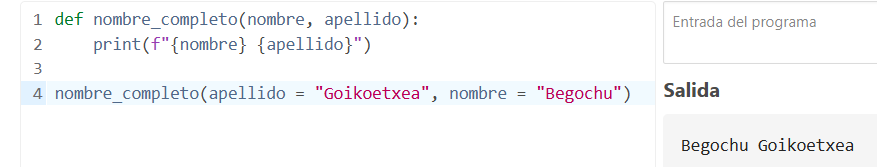 1 def nombre_completo(nombre, apellido):
2     print(f"{nombre} {apellido}")
3
4 nombre_completo(apellido = "Goikoetxea", nombre = "Begochu")
Entrada del programa
Salida
Begochu Goikoetxea